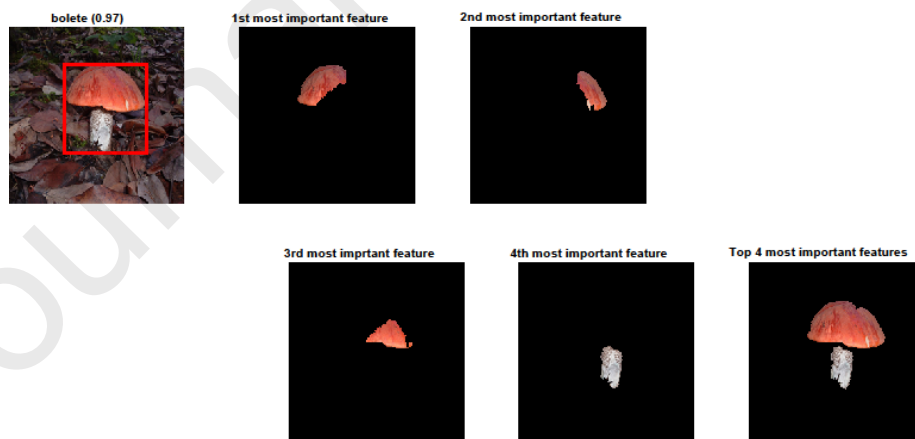 bolete (0.97)
1st most important feature
2nd most important feature
3rd most imprtant feature
4th most important feature
Top 4 most important features